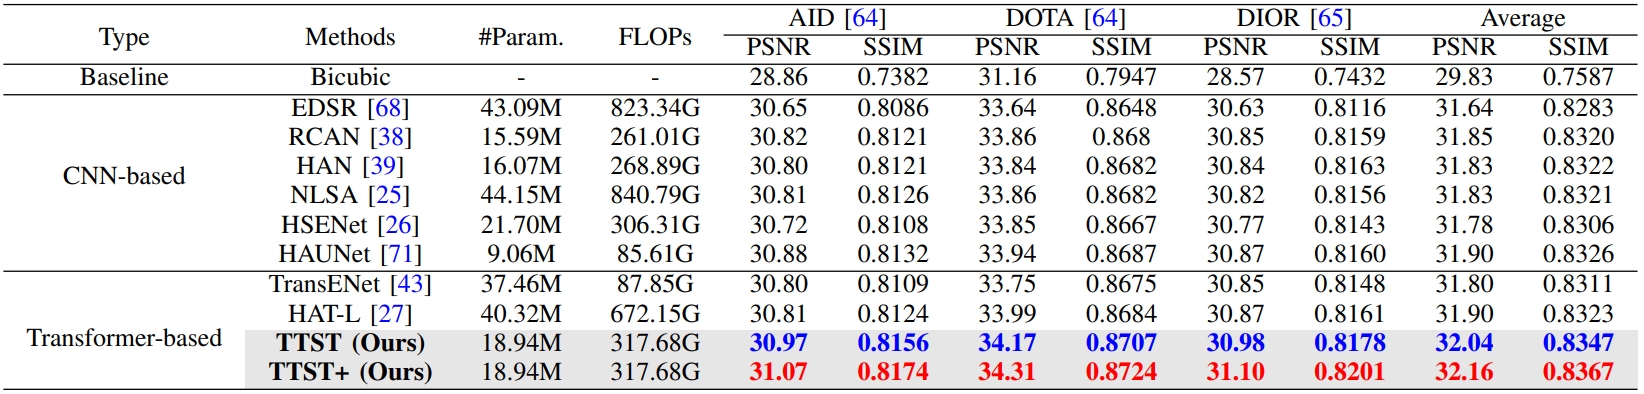 Type Methods #Param. FLOPs AID [64] DOTA [64] DIOR [65] Average
PSNR SSIM PSNR SSIM PSNR SSIM PSNR SSIM
Baseline Bicubic - - 28.86 0.7382 31.16 0.7947 28.57 0.7432 29.83 0.7587
CNN-based
EDSR [68] 43.09M 823.34G 30.65 0.8086 33.64 0.8648 30.63 0.8116 31.64 0.8283
RCAN [38] 15.59M 261.01G 30.82 0.8121 33.86 0.868 30.85 0.8159 31.85 0.8320
HAN [39] 16.07M 268.89G 30.80 0.8121 33.84 0.8682 30.84 0.8163 31.83 0.8322
NLSA [25] 44.15M 840.79G 30.81 0.8126 33.86 0.8682 30.82 0.8156 31.83 0.8321
HSENet [26] 21.70M 306.31G 30.72 0.8108 33.85 0.8667 30.77 0.8143 31.78 0.8306
HAUNet [71] 9.06M 85.61G 30.88 0.8132 33.94 0.8687 30.87 0.8160 31.90 0.8326
Transformer-based
TransENet [43] 37.46M 87.85G 30.80 0.8109 33.75 0.8675 30.85 0.8148 31.80 0.8311
HAT-L [27] 40.32M 672.15G 30.81 0.8124 33.99 0.8684 30.87 0.8161 31.90 0.8323
TTST (Ours) 18.94M 317.68G 30.97 0.8156 34.17 0.8707 30.98 0.8178 32.04 0.8347
TTST+ (Ours) 18.94M 317.68G 31.07 0.8174 34.31 0.8724 31.10 0.8201 32.16 0.8367